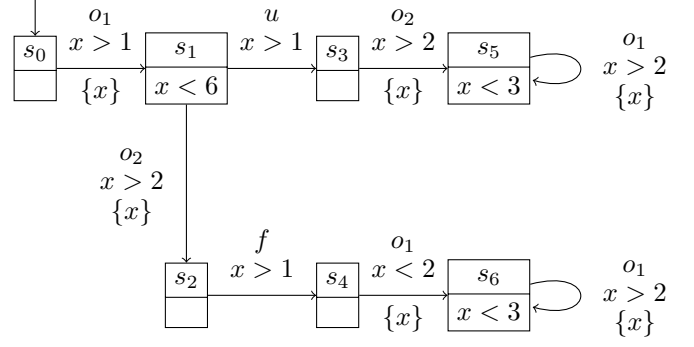 o₁ u o₂ o₁
x > 1 x > 1 x > 2 x > 2
s₀ s₁ s₃ s₅
{x} x < 6 {x} x < 3 {x}
o₂
x > 2
{x}
f o₁ o₁
x > 1 x < 2 x > 2
s₂ s₄ s₆
{x} x < 3 {x}